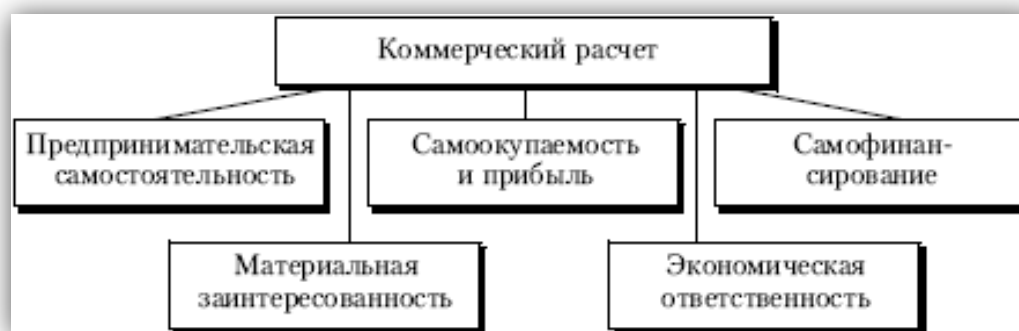 Коммерческий расчет
Предпринимательская
самостоятельность
Самоокупаемость
и прибыль
Самофинан-
сирование
Материальная
заинтересованность
Экономическая
ответственность